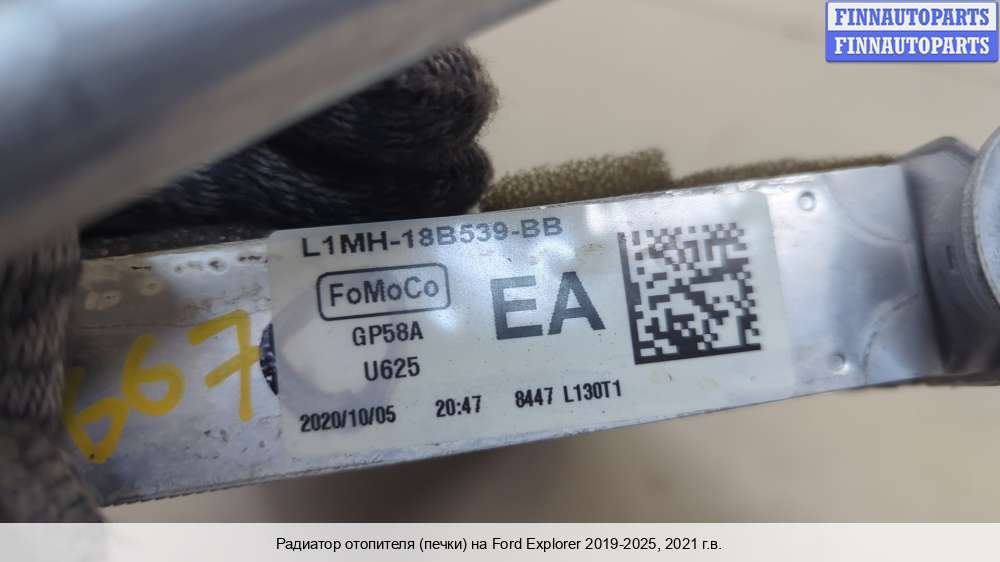 FINNAUTOPARTS
FINNAUTOPARTS
L1MH-18B539-BB
FoMoCo
EA
GP58A
U625
667
2020/10/05 20:47 8447 L130T1
Радиатор отопителя (печки) на Ford Explorer 2019-2025, 2021 г.в.